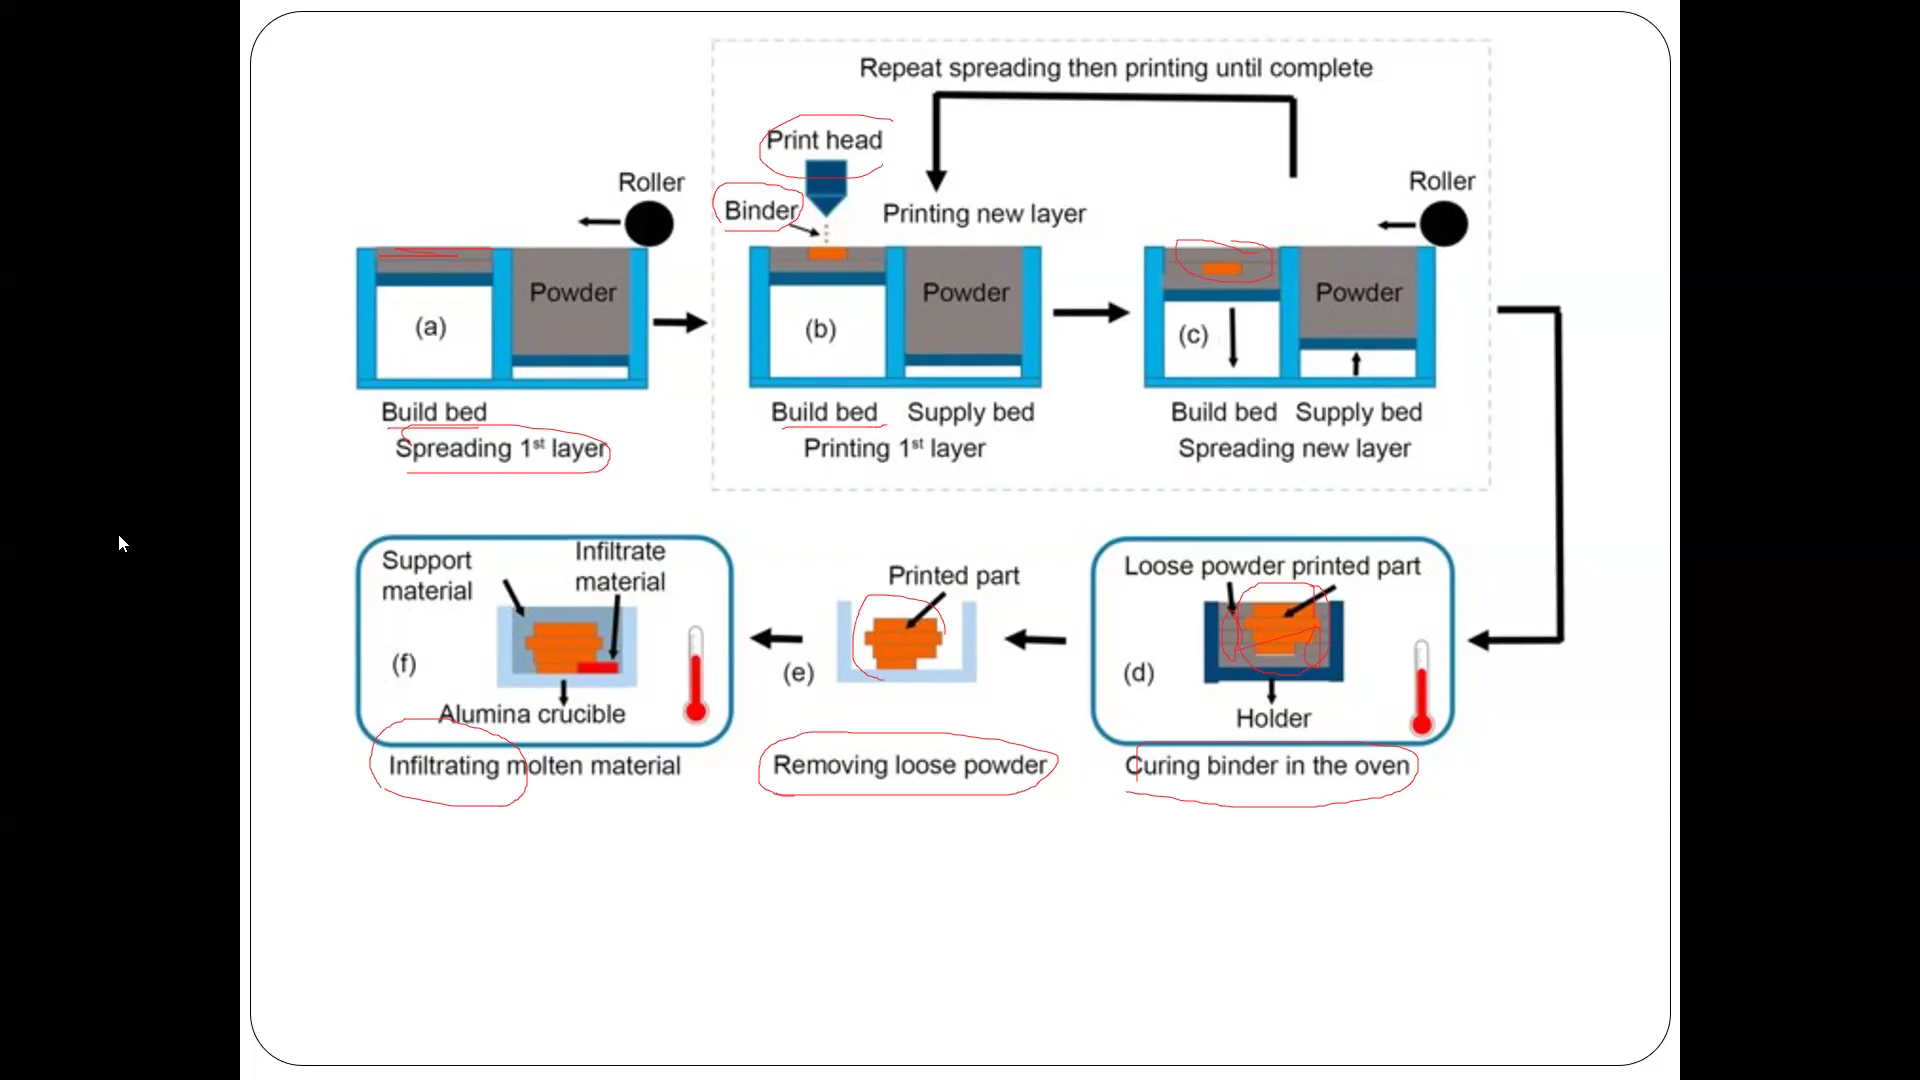 Repeat spreading then printing until complete
Print head
Roller
Roller
Binder
Printing new layer
Powder
Powder
Powder
(a)
(b)
(c)
Build bed
Spreading 1st layer
Build bed
Supply bed
Printing 1st layer
Build bed
Supply bed
Spreading new layer
Support
material
Infiltrate
material
(f)
Alumina crucible
Infiltrating molten material
Printed part
(e)
Removing loose powder
Loose powder printed part
(d)
Holder
Curing binder in the oven